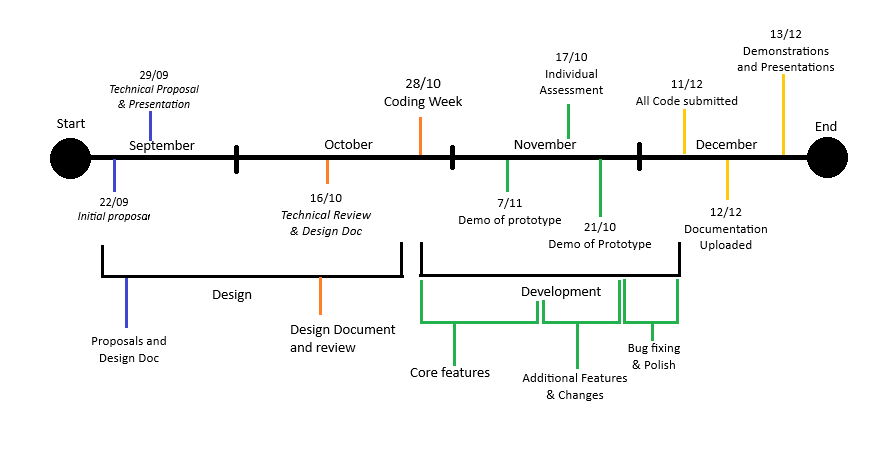 13/12
Demonstrations
and Presentations
17/10
Individual
Assessment
29/09
Technical Proposal
& Presentation
28/10
Coding Week
11/12
All Code submitted
Start
End
September
October
November
December
22/09
Initial proposal
16/10
Technical Review
& Design Doc
7/11
Demo of prototype
21/10
Demo of Prototype
12/12
Documentation
Uploaded
Design
Development
Proposals and
Design Doc
Design Document
and review
Core features
Additional Features
& Changes
Bug fixing
& Polish